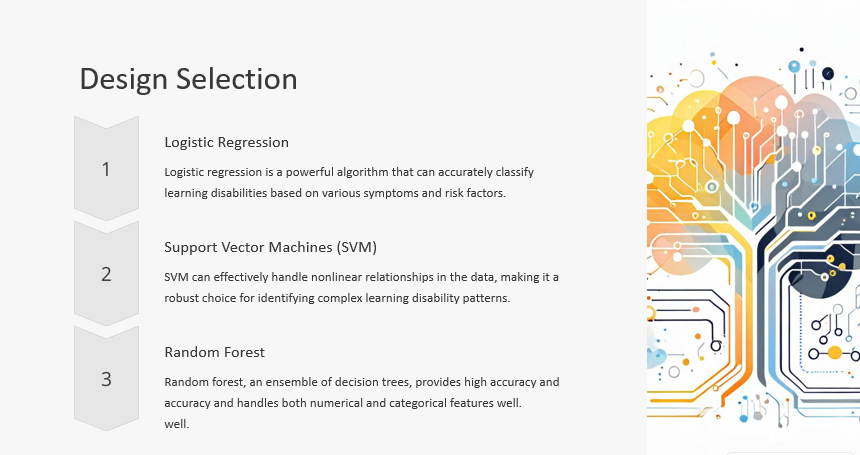 Design Selection
1
Logistic Regression
Logistic regression is a powerful algorithm that can accurately classify
learning disabilities based on various symptoms and risk factors.
2
Support Vector Machines (SVM)
SVM can effectively handle nonlinear relationships in the data, making it a
robust choice for identifying complex learning disability patterns.
3
Random Forest
Random forest, an ensemble of decision trees, provides high accuracy and
accuracy and handles both numerical and categorical features well.
well.